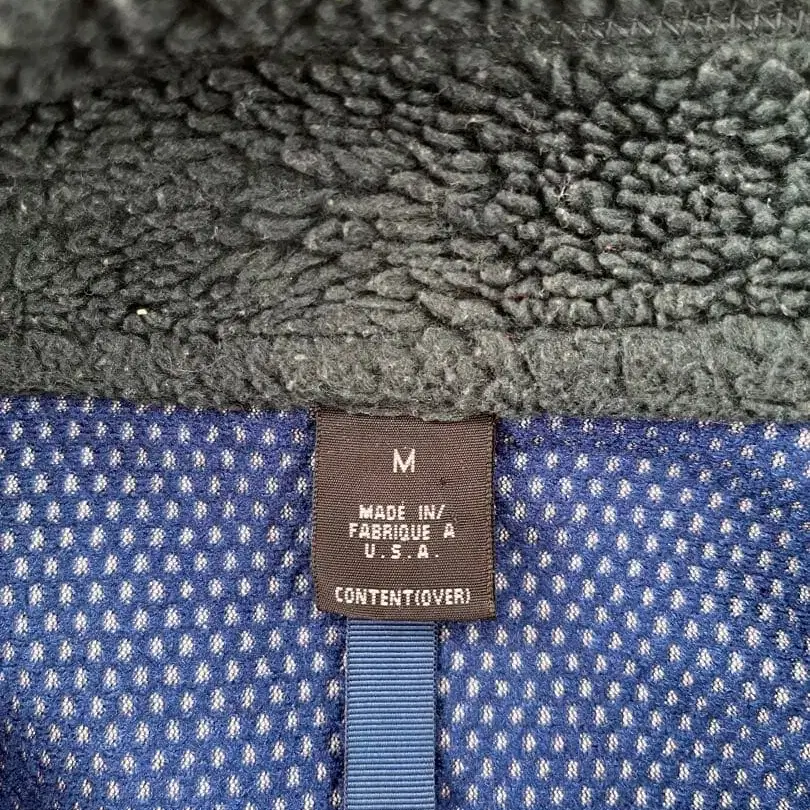 M
MADE IN/
FABRIQUE A
U.S.A.
CONTENT(OVER)